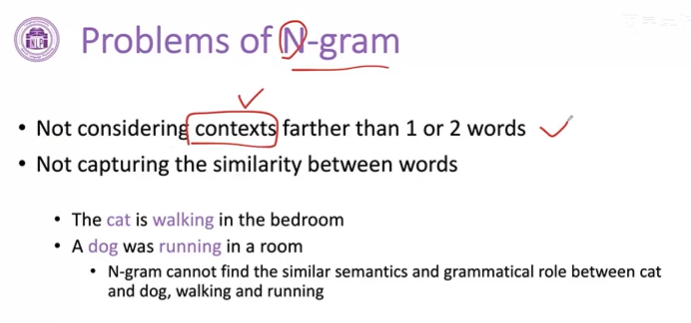 NLP
Problems of N-gram
• Not considering contexts farther than 1 or 2 words
• Not capturing the similarity between words
• The cat is walking in the bedroom
• A dog was running in a room
• N-gram cannot find the similar semantics and grammatical role between cat
and dog, walking and running